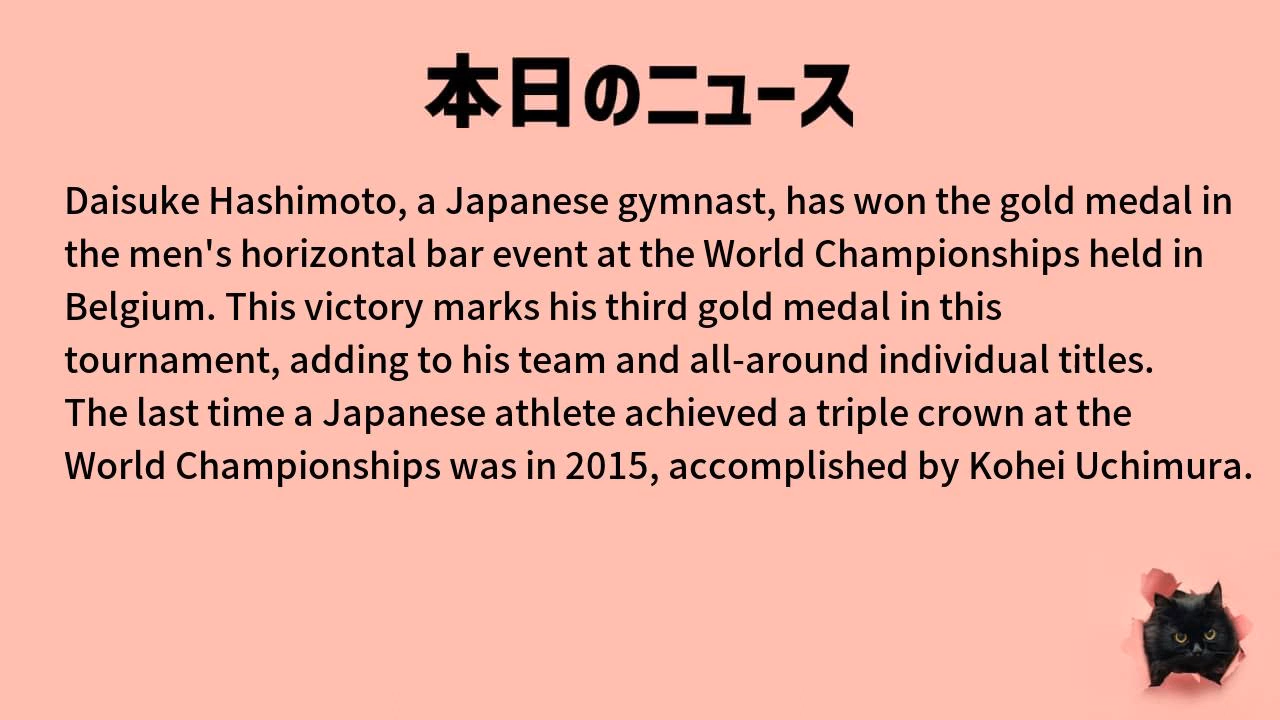 本日のニュース
Daisuke Hashimoto, a Japanese gymnast, has won the gold medal in
the men's horizontal bar event at the World Championships held in
Belgium. This victory marks his third gold medal in this
tournament, adding to his team and all-around individual titles.
The last time a Japanese athlete achieved a triple crown at the
World Championships was in 2015, accomplished by Kohei Uchimura.